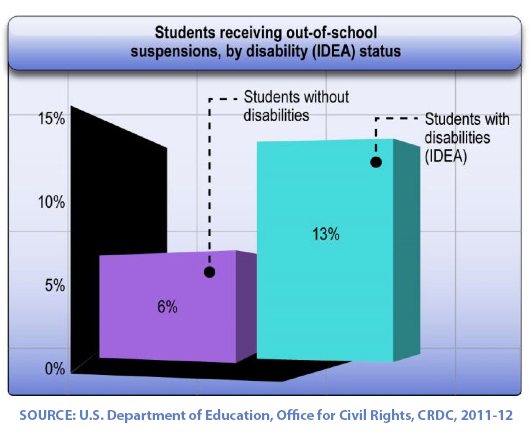 Students receiving out-of-school
suspensions, by disability (IDEA) status
Students without
disabilities
Students with
disabilities
(IDEA)
15%
10%
5%
0%
6%
13%
SOURCE: U.S. Department of Education, Office for Civil Rights, CRDC, 2011-12